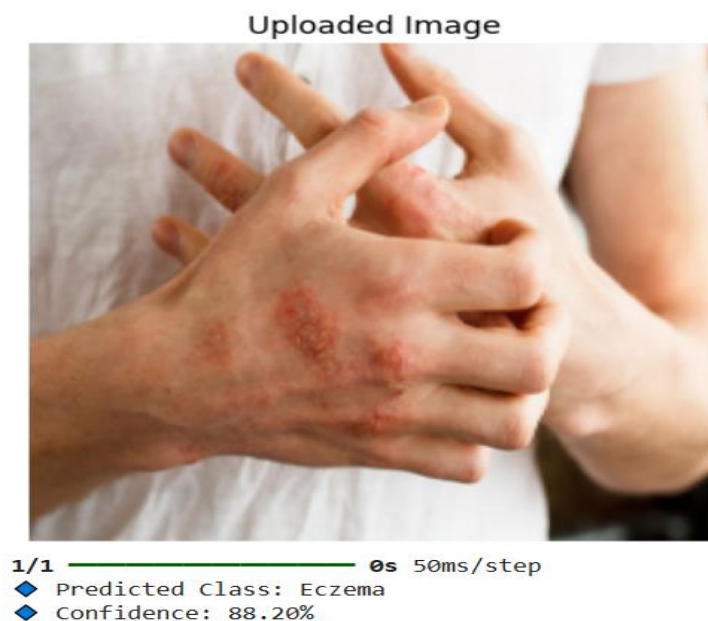 Uploaded Image
1/1 ━━━━━━━━━━━━━━━━━━━━ 0s 50ms/step
🔷 Predicted Class: Eczema
🔷 Confidence: 88.20%